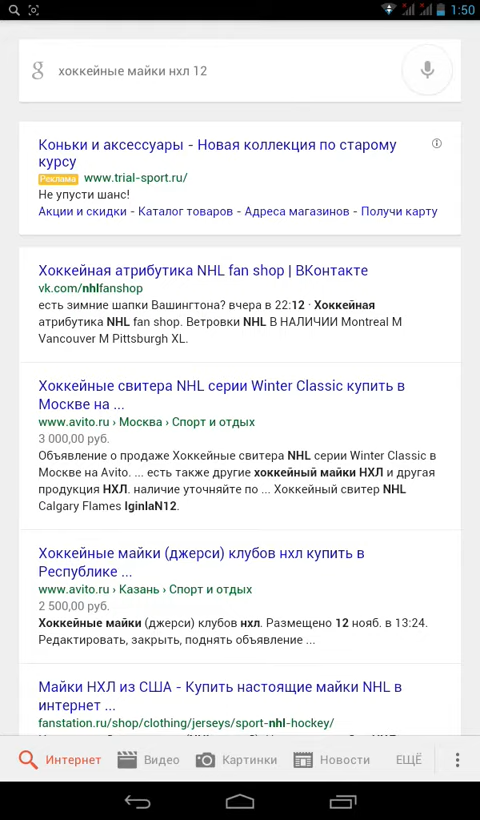 1:50
хоккейные майки нхл 12
Коньки и аксессуары - Новая коллекция по старому
курсу
Реклама www.trial-sport.ru/
Не упусти шанс!
Акции и скидки - Каталог товаров - Адреса магазинов - Получи карту
Хоккейная атрибутика NHL fan shop | ВКонтакте
vk.com/nhlfanshop
есть зимние шапки Вашингтона? вчера в 22:12 · Хоккейная
атрибутика NHL fan shop. Ветровки NHL В НАЛИЧИИ Montreal M
Vancouver M Pittsburgh XL.
Хоккейные свитера NHL серии Winter Classic купить в
Москве на ...
www.avito.ru › Москва › Спорт и отдых
3 000,00 руб.
Объявление о продаже Хоккейные свитера NHL серии Winter Classic в
Москве на Avito. ... есть также другие хоккейный майки НХЛ и другая
продукция НХЛ. наличие уточняйте по ... Хоккейный свитер NHL
Calgary Flames IginlaN12.
Хоккейные майки (джерси) клубов нхл купить в
Республике ...
www.avito.ru › Казань › Спорт и отдых
2 500,00 руб.
Хоккейные майки (джерси) клубов нхл. Размещено 12 нояб. в 13:24.
Редактировать, закрыть, поднять объявление ...
Майки НХЛ из США - Купить настоящие майки NHL в
интернет ...
fanstation.ru/shop/clothing/jerseys/sport-nhl-hockey/
Интернет Видео Картинки Новости ЕЩЁ